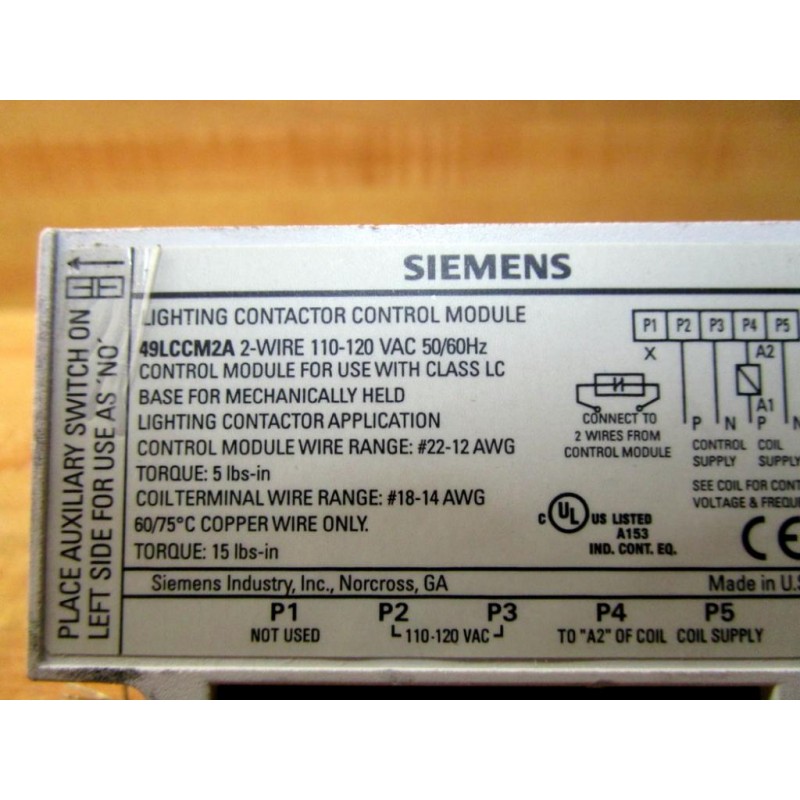 PLACE AUXILIARY SWITCH ON
LEFT SIDE FOR USE AS "NO"
SIEMENS
LIGHTING CONTACTOR CONTROL MODULE
49LCCM2A 2-WIRE 110-120 VAC 50/60Hz
CONTROL MODULE FOR USE WITH CLASS LC
BASE FOR MECHANICALLY HELD
LIGHTING CONTACTOR APPLICATION
CONTROL MODULE WIRE RANGE: #22-12 AWG
TORQUE: 5 lbs-in
COILTERMINAL WIRE RANGE: #18-14 AWG
60/75°C COPPER WIRE ONLY.
TORQUE: 15 lbs-in
P1 P2 P3 P4 P5
X A2
A1
P N P N
CONNECT TO
2 WIRES FROM
CONTROL MODULE
CONTROL COIL
SUPPLY SUPPLY
SEE COIL FOR CONT
VOLTAGE & FREQU
C UL US LISTED
A153
IND. CONT. EQ.
CE
Siemens Industry, Inc., Norcross, GA Made in U.S
P1 P2 P3 P4 P5
NOT USED 110-120 VAC TO "A2" OF COIL COIL SUPPLY